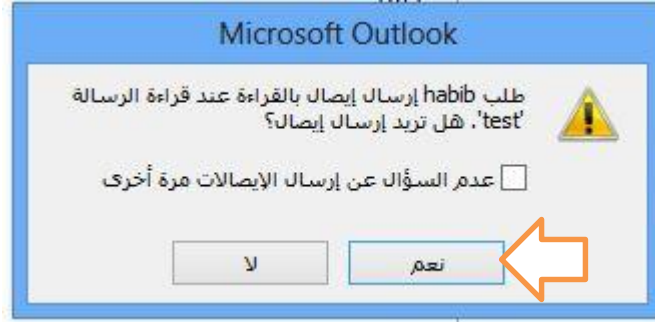 Microsoft Outlook
طلب habib إرسال إيصال بالقراءة عند قراءة الرسالة
'test'. هل تريد إرسال إيصال؟
عدم السؤال عن إرسال الإيصالات مرة أخرى
نعم
لا